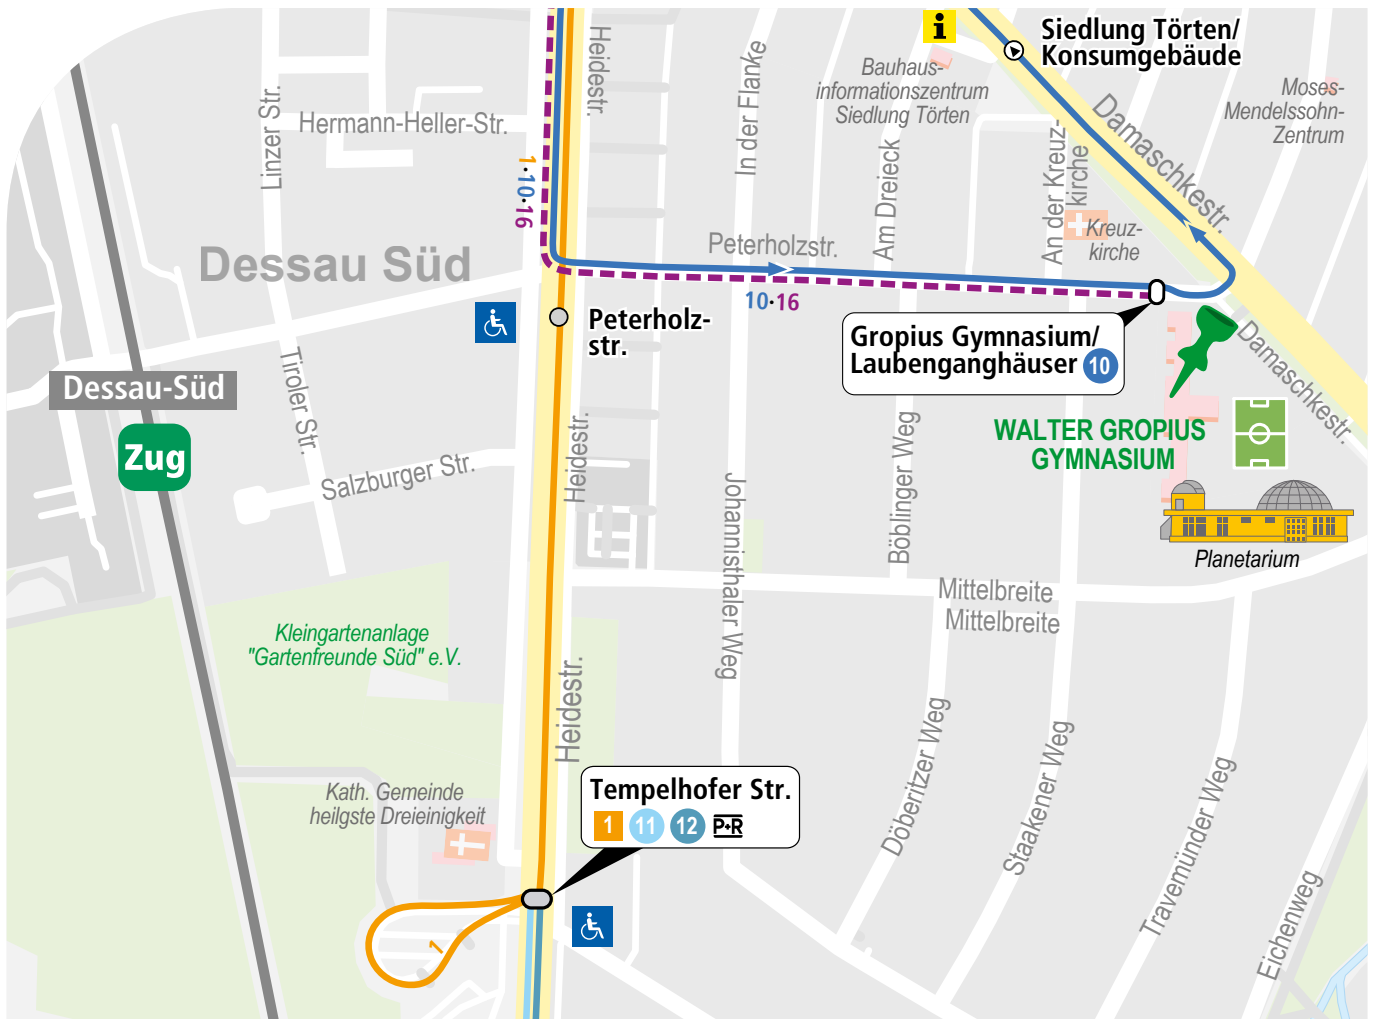 i
Siedlung Törten/
Konsumgebäude
Heidestr.
In der Flanke
Bauhaus-
informationszentrum
Siedlung Törten
Moses-
Mendelssohn-
Zentrum
Linzer Str.
Hermann-Heller-Str.
Damaschkestr.
An der Kreuz-
kirche
Am Dreieck
1·10·16
Kreuz-
kirche
Peterholzstr.
Dessau Süd
10·16
Peterholz-
str.
Gropius Gymnasium/
Laubenganghäuser 10
Damaschkestr.
Dessau-Süd
Zug
Tiroler Str.
Salzburger Str.
Heidestr.
Böblinger Weg
WALTER GROPIUS
GYMNASIUM
Johannisthaler Weg
Planetarium
Mittelbreite
Mittelbreite
Kleingartenanlage
"Gartenfreunde Süd" e.V.
Heidestr.
Döberitzer Weg
Staakener Weg
Travemünder Weg
Eichenweg
Kath. Gemeinde
heilgste Dreieinigkeit
Tempelhofer Str.
1 11 12 P+R
1